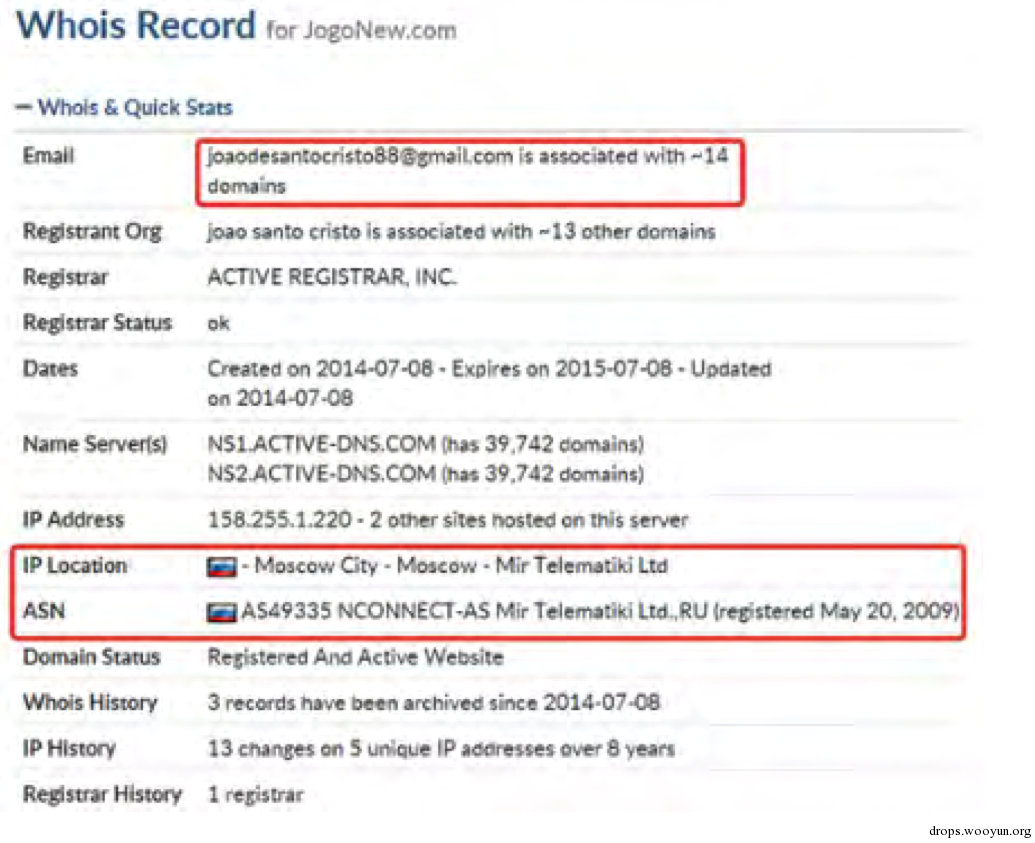 Whois Record for JogoNew.com
— Whois & Quick Stats
Email joaodesantocristo88@gmail.com is associated with ~14
domains
Registrant Org joao santo cristo is associated with ~13 other domains
Registrar ACTIVE REGISTRAR, INC.
Registrar Status ok
Dates Created on 2014-07-08 - Expires on 2015-07-08 - Updated
on 2014-07-08
Name Server(s) NS1.ACTIVE-DNS.COM (has 39,742 domains)
NS2.ACTIVE-DNS.COM (has 39,742 domains)
IP Address 158.255.1.220 - 2 other sites hosted on this server
IP Location - Moscow City - Moscow - Mir Telematiki Ltd
ASN AS49335 NCONNECT-AS Mir Telematiki Ltd.,RU (registered May 20, 2009)
Domain Status Registered And Active Website
Whois History 3 records have been archived since 2014-07-08
IP History 13 changes on 5 unique IP addresses over 8 years
Registrar History 1 registrar
drops.wooyun.org